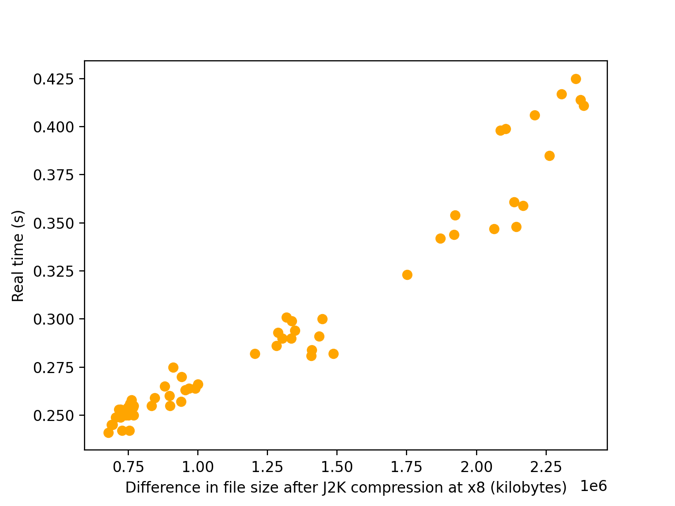 0.425
0.400
0.375
0.350
0.325
0.300
0.275
0.250
Real time (s)
0.75 1.00 1.25 1.50 1.75 2.00 2.25
Difference in file size after J2K compression at x8 (kilobytes) 1e6